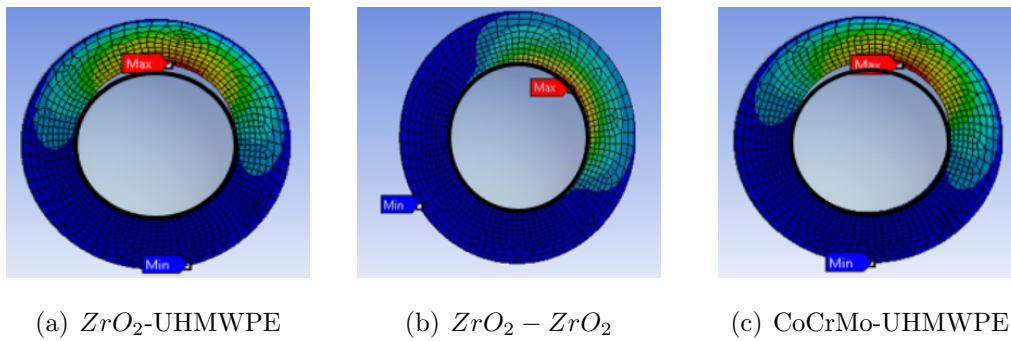 Max
Min
Max
Min
Max
Min
(a) ZrO₂-UHMWPE
(b) ZrO₂ − ZrO₂
(c) CoCrMo-UHMWPE